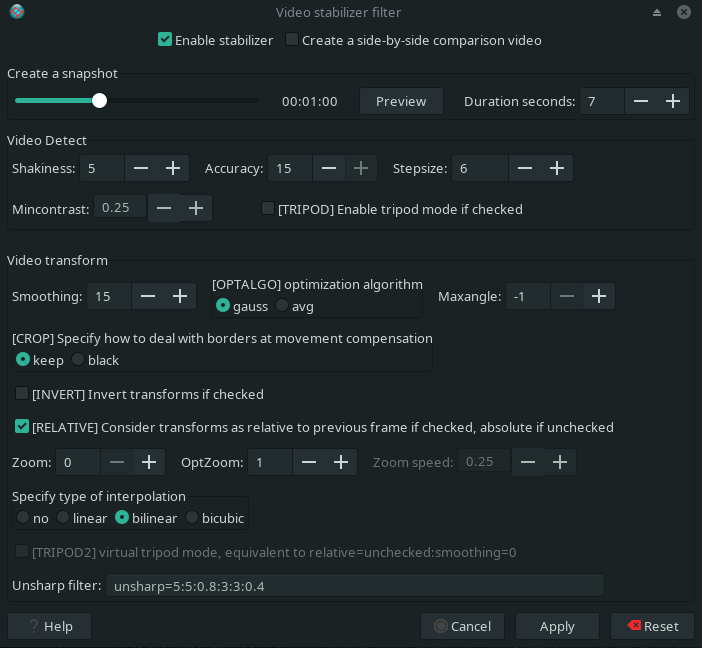 Video stabilizer filter
Enable stabilizer Create a side-by-side comparison video
Create a snapshot
00:01:00 Preview Duration seconds: 7
Video Detect
Shakiness: 5 Accuracy: 15 Stepsize: 6
Mincontrast: 0.25 [TRIPOD] Enable tripod mode if checked
Video transform
[OPTALGO] optimization algorithm
Smoothing: 15 gauss avg Maxangle: -1
[CROP] Specify how to deal with borders at movement compensation
keep black
[INVERT] Invert transforms if checked
[RELATIVE] Consider transforms as relative to previous frame if checked, absolute if unchecked
Zoom: 0 OptZoom: 1 Zoom speed: 0.25
Specify type of interpolation
no linear bilinear bicubic
[TRIPOD2] virtual tripod mode, equivalent to relative=unchecked:smoothing=0
Unsharp filter: unsharp=5:5:0.8:3:3:0.4
? Help Cancel Apply Reset